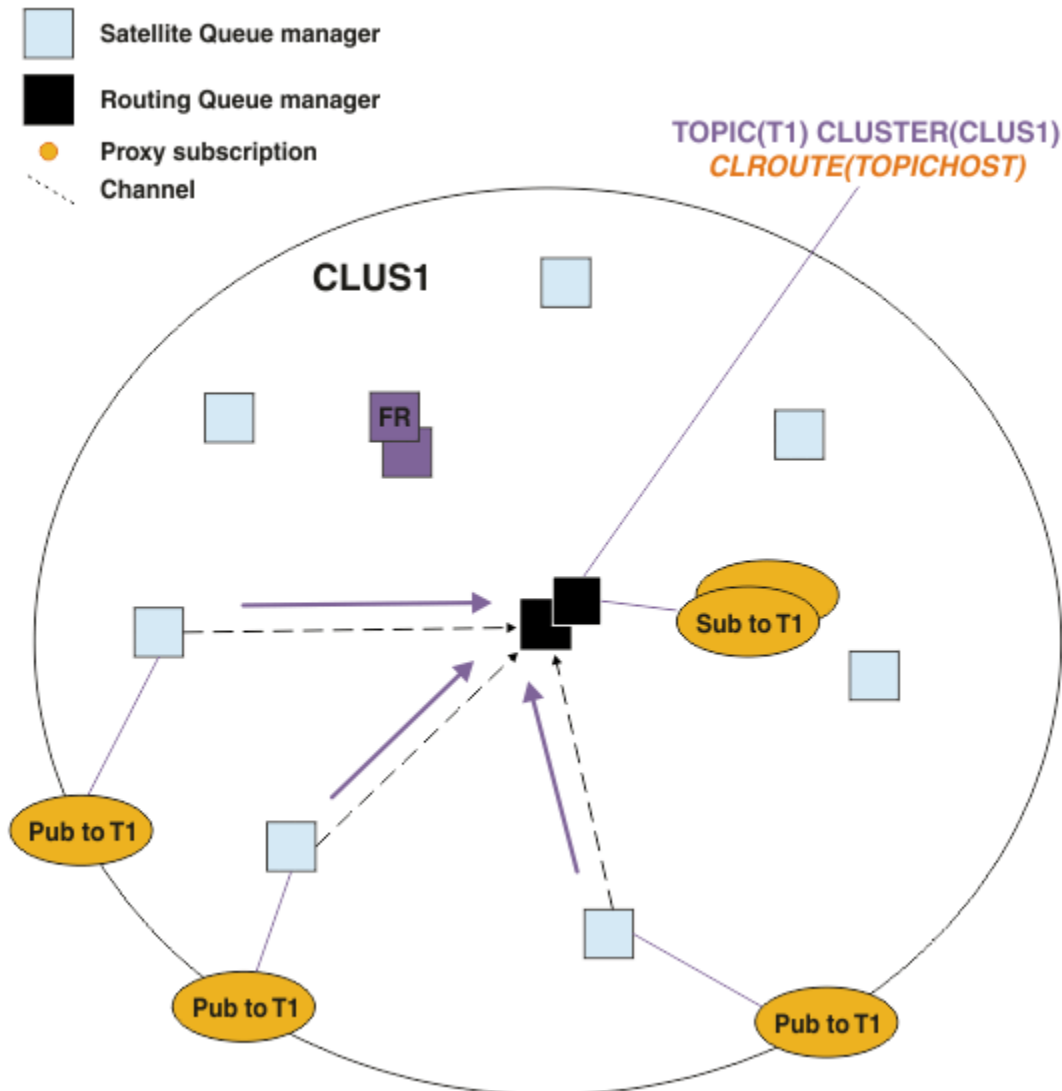 Satellite Queue manager
Routing Queue manager
Proxy subscription
Channel
TOPIC(T1) CLUSTER(CLUS1)
CLROUTE(TOPICHOST)
CLUS1
FR
Sub to T1
Pub to T1
Pub to T1
Pub to T1